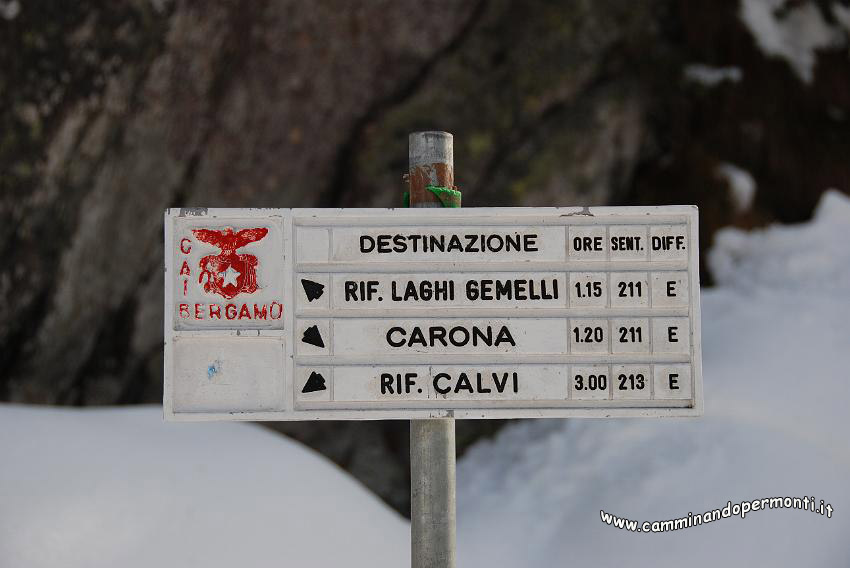 CAI
BERGAMO
DESTINAZIONE ORE SENT. DIFF.
RIF. LAGHI GEMELLI 1.15 211 E
CARONA 1.20 211 E
RIF. CALVI 3.00 213 E
www.camminandopermonti.it